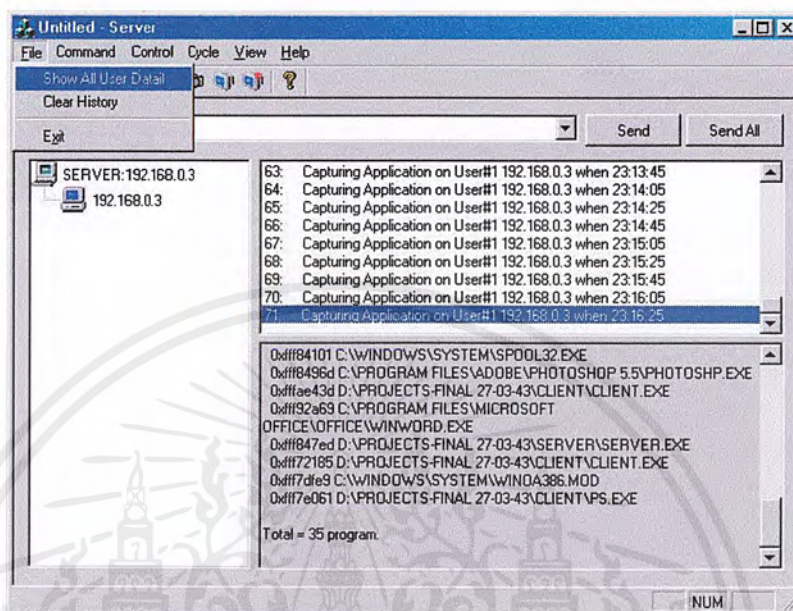 Untitled - Server
File Command Control Cycle View Help
Show All User Datail
Clear History
Exit
Send
Send All
SERVER:192.168.0.3
192.168.0.3
63: Capturing Application on User#1 192.168.0.3 when 23:13:45
64: Capturing Application on User#1 192.168.0.3 when 23:14:05
65: Capturing Application on User#1 192.168.0.3 when 23:14:25
66: Capturing Application on User#1 192.168.0.3 when 23:14:45
67: Capturing Application on User#1 192.168.0.3 when 23:15:05
68: Capturing Application on User#1 192.168.0.3 when 23:15:25
69: Capturing Application on User#1 192.168.0.3 when 23:15:45
70: Capturing Application on User#1 192.168.0.3 when 23:16:05
71: Capturing Application on User#1 192.168.0.3 when 23:16:25
0xfff84101 C:\WINDOWS\SYSTEM\SPOOL32.EXE
0xfff8496d C:\PROGRAM FILES\ADOBE\PHOTOSHOP 5.5\PHOTOSHP.EXE
0xfffae43d D:\PROJECTS-FINAL 27-03-43\CLIENT\CLIENT.EXE
0xfff92a69 C:\PROGRAM FILES\MICROSOFT
OFFICE\OFFICE\WINWORD.EXE
0xfff847ed D:\PROJECTS-FINAL 27-03-43\SERVER\SERVER.EXE
0xfff72185 D:\PROJECTS-FINAL 27-03-43\CLIENT\CLIENT.EXE
0xfff7dfe9 C:\WINDOWS\SYSTEM\WINOA386.MOD
0xfff7e061 D:\PROJECTS-FINAL 27-03-43\CLIENT\PS.EXE
Total = 35 program.
NUM